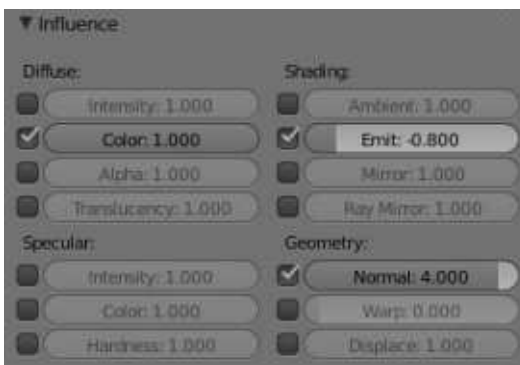 Influence
Diffuse:
Intensity: 1.000
Color: 1.000
Alpha: 1.000
Translucency: 1.000
Shading:
Ambient: 1.000
Emit: -0.800
Mirror: 1.000
Ray Mirror: 1.000
Specular:
Intensity: 1.000
Color: 1.000
Hardness: 1.000
Geometry:
Normal: 4.000
Warp: 0.000
Displace: 1.000